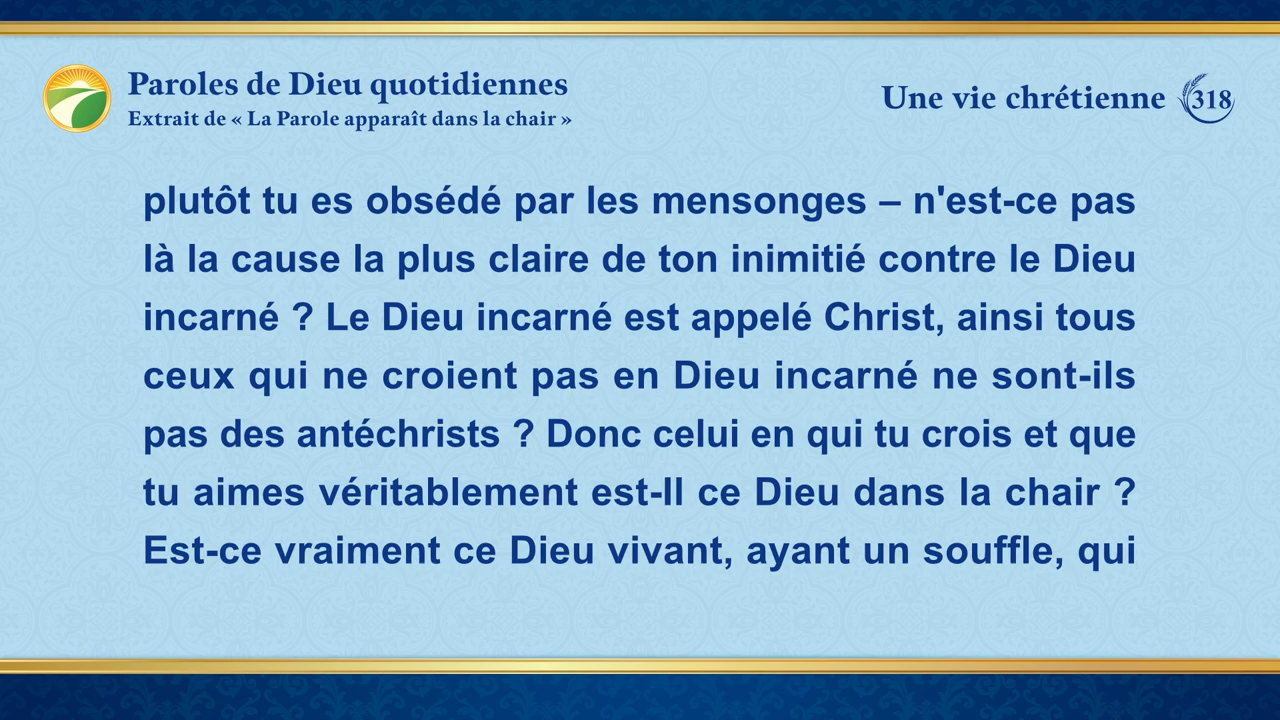 Paroles de Dieu quotidiennes
Extrait de « La Parole apparaît dans la chair »
Une vie chrétienne 318
plutôt tu es obsédé par les mensonges – n'est-ce pas
là la cause la plus claire de ton inimitié contre le Dieu
incarné ? Le Dieu incarné est appelé Christ, ainsi tous
ceux qui ne croient pas en Dieu incarné ne sont-ils
pas des antéchrists ? Donc celui en qui tu crois et que
tu aimes véritablement est-Il ce Dieu dans la chair ?
Est-ce vraiment ce Dieu vivant, ayant un souffle, qui